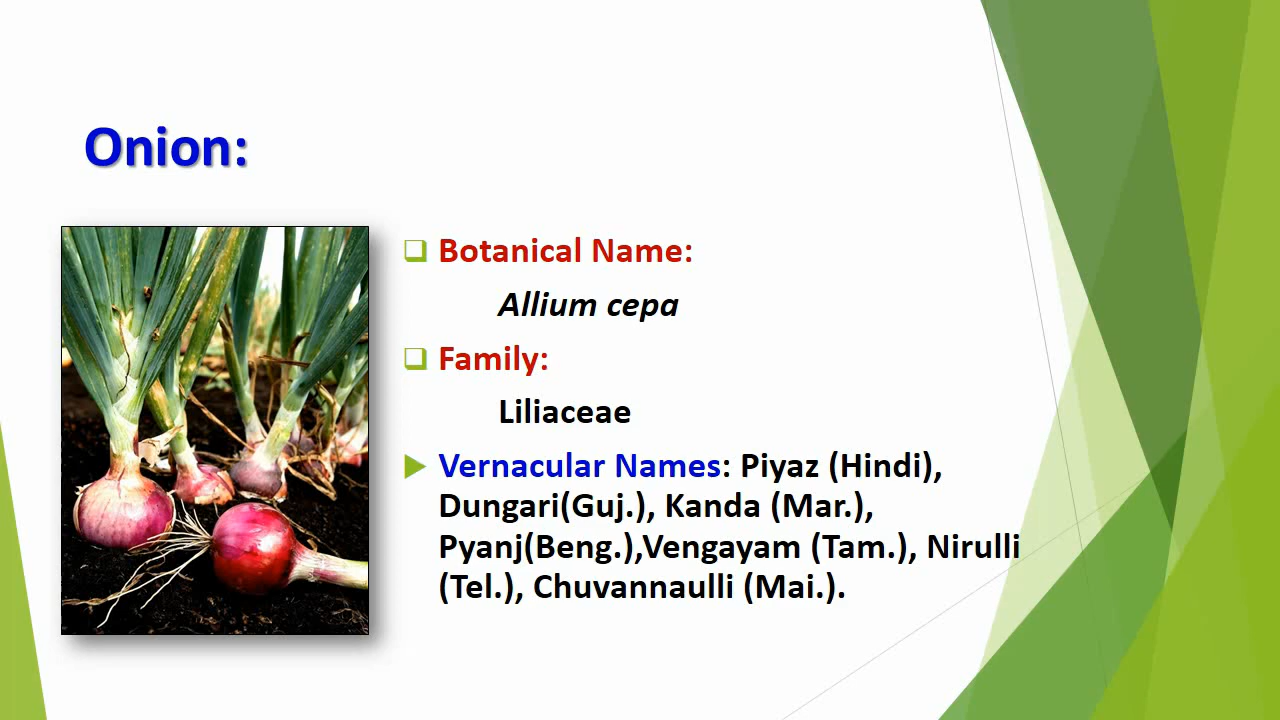 Onion:
Botanical Name:
Allium cepa
Family:
Liliaceae
Vernacular Names: Piyaz (Hindi),
Dungari(Guj.), Kanda (Mar.),
Pyanj(Beng.),Vengayam (Tam.), Nirulli
(Tel.), Chuvannaulli (Mai.).